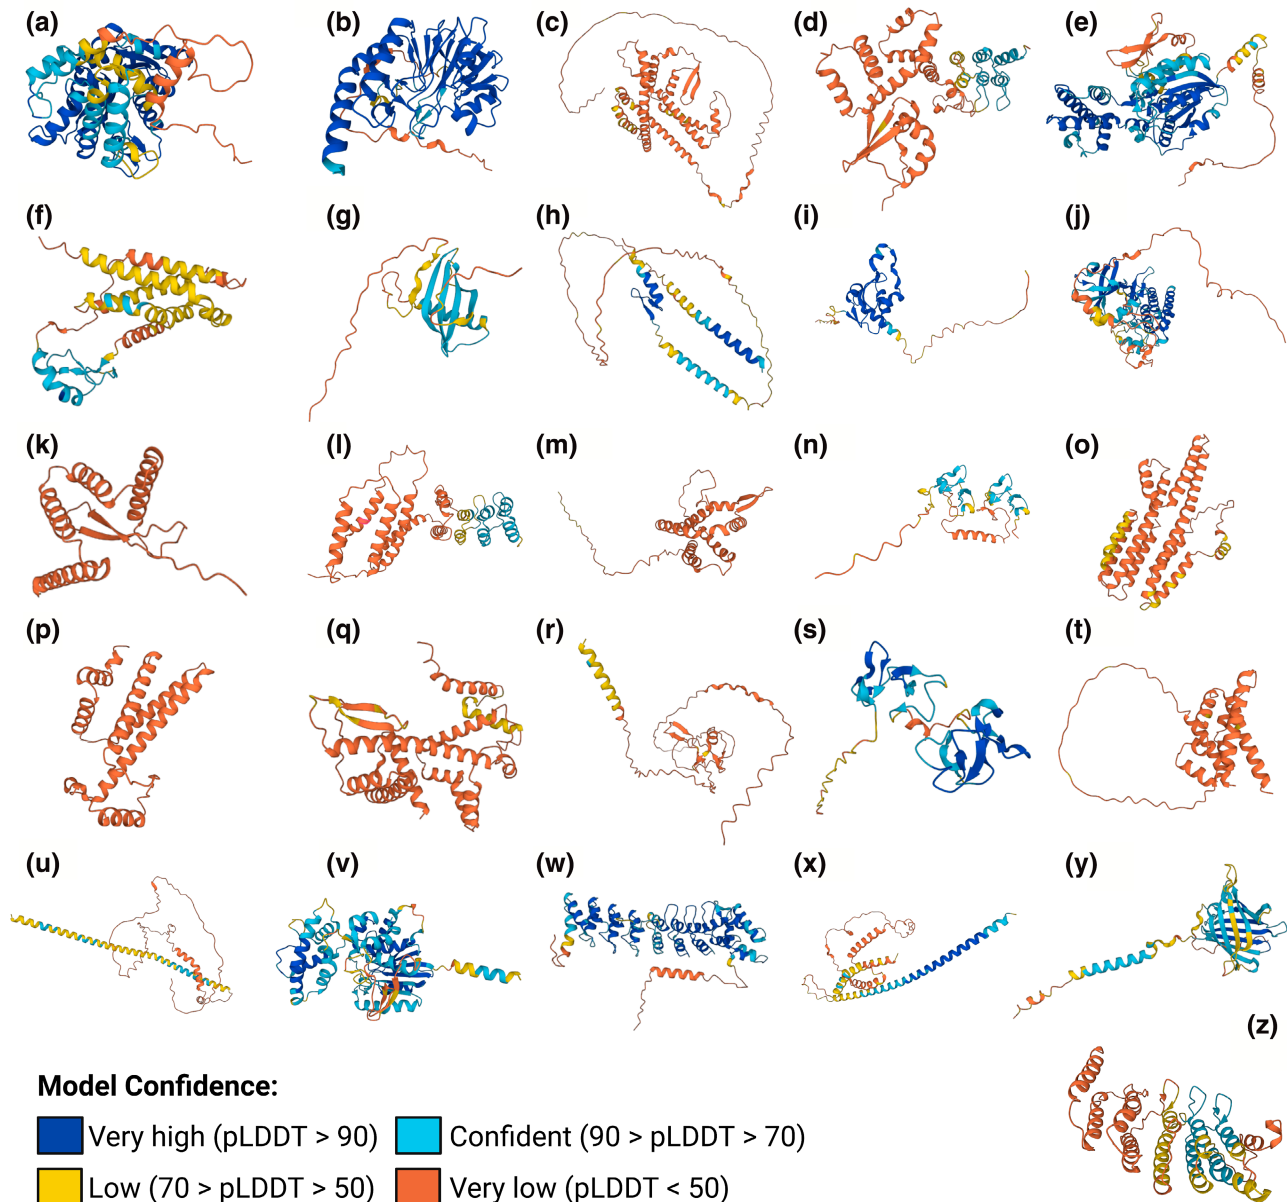 (a) (b) (c) (d) (e)
(f) (g) (h) (i) (j)
(k) (l) (m) (n) (o)
(p) (q) (r) (s) (t)
(u) (v) (w) (x) (y)
(z)
Model Confidence:
Very high (pLDDT > 90) Confident (90 > pLDDT > 70)
Low (70 > pLDDT > 50) Very low (pLDDT < 50)